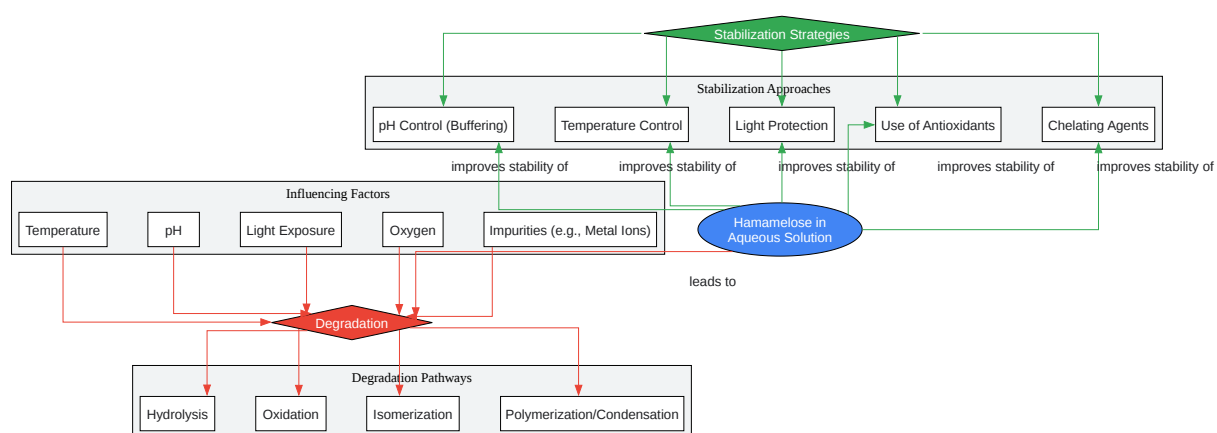 Stabilization Strategies
Stabilization Approaches
pH Control (Buffering)
Temperature Control
Light Protection
Use of Antioxidants
Chelating Agents
improves stability of
improves stability of
improves stability of
improves stability of
improves stability of
Influencing Factors
Temperature
pH
Light Exposure
Oxygen
Impurities (e.g., Metal Ions)
Hamamelose in
Aqueous Solution
leads to
Degradation
Degradation Pathways
Hydrolysis
Oxidation
Isomerization
Polymerization/Condensation